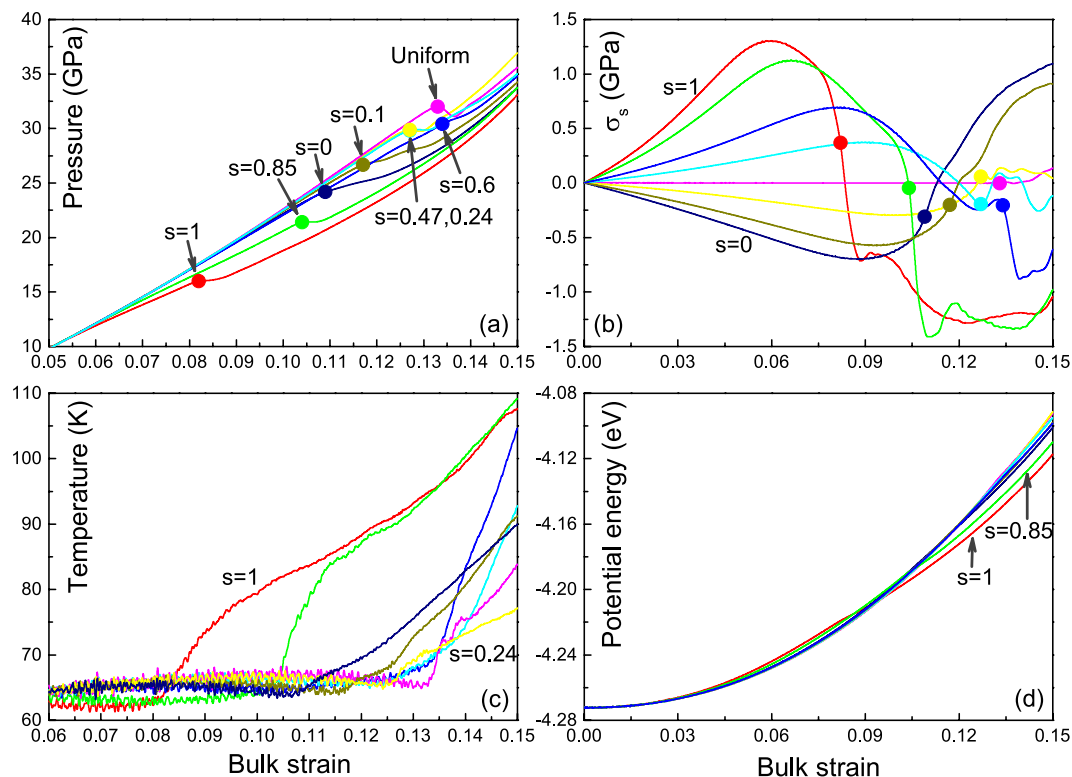 40
35
30
25
20
15
10
Pressure (GPa)
Uniform
s=0.1
s=0
s=0.85
s=1
s=0.6
s=0.47,0.24
(a)
0.05 0.06 0.07 0.08 0.09 0.10 0.11 0.12 0.13 0.14 0.15
1.5
1.0
0.5
0.0
-0.5
-1.0
-1.5
σs (GPa)
s=1
s=0
(b)
0.00 0.03 0.06 0.09 0.12 0.15
110
100
90
80
70
60
Temperature (K)
s=1
s=0.24
(c)
0.06 0.07 0.08 0.09 0.10 0.11 0.12 0.13 0.14 0.15
Bulk strain
-4.08
-4.12
-4.16
-4.20
-4.24
-4.28
Potential energy (eV)
s=0.85
s=1
(d)
0.00 0.03 0.06 0.09 0.12 0.15
Bulk strain